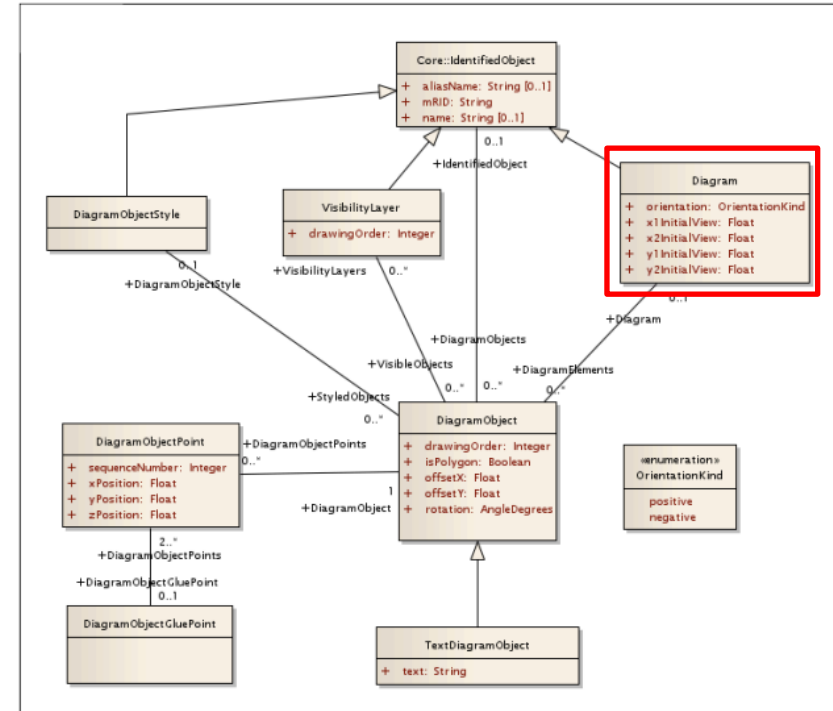 Core::IdentifiedObject
+ aliasName: String [0..1]
+ mRID: String
+ name: String [0..1]
0..1
+IdentifiedObject
Diagram
+ orientation: OrientationKind
+ x1InitialView: Float
+ x2InitialView: Float
+ y1InitialView: Float
+ y2InitialView: Float
0..1
+Diagram
DiagramObjectStyle
0..1
+DiagramObjectStyle
VisibilityLayer
+ drawingOrder: Integer
+VisibilityLayers 0..*
+DiagramObjects
+VisibleObjects
+DiagramElements
0..* 0..* 0..*
+StyledObjects
0..*
DiagramObject
+ drawingOrder: Integer
+ isPolygon: Boolean
+ offsetX: Float
+ offsetY: Float
+ rotation: AngleDegrees
DiagramObjectPoint
+ sequenceNumber: Integer
+ xPosition: Float
+ yPosition: Float
+ zPosition: Float
+DiagramObjectPoints
0..*
1
+DiagramObject
«enumeration»
OrientationKind
positive
negative
2..*
+DiagramObjectPoints
+DiagramObjectGluePoint
0..1
DiagramObjectGluePoint
TextDiagramObject
+ text: String